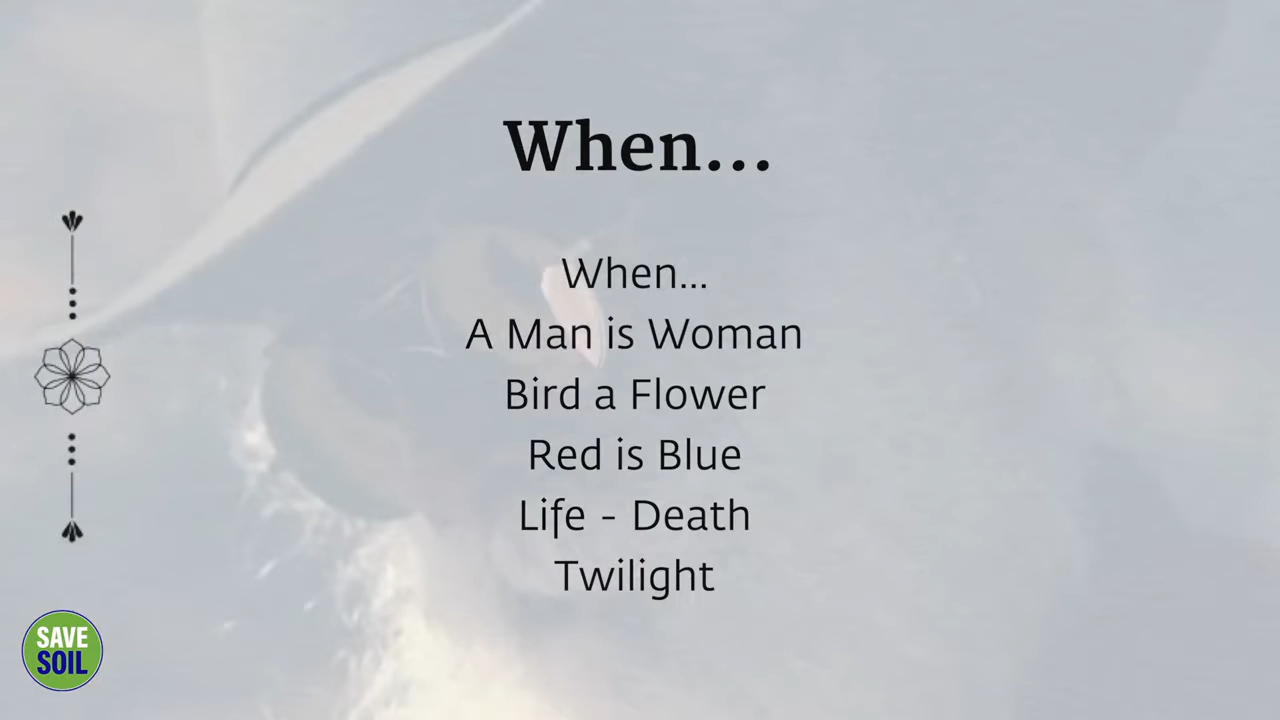 When...
When...
A Man is Woman
Bird a Flower
Red is Blue
Life - Death
Twilight
SAVE
SOIL